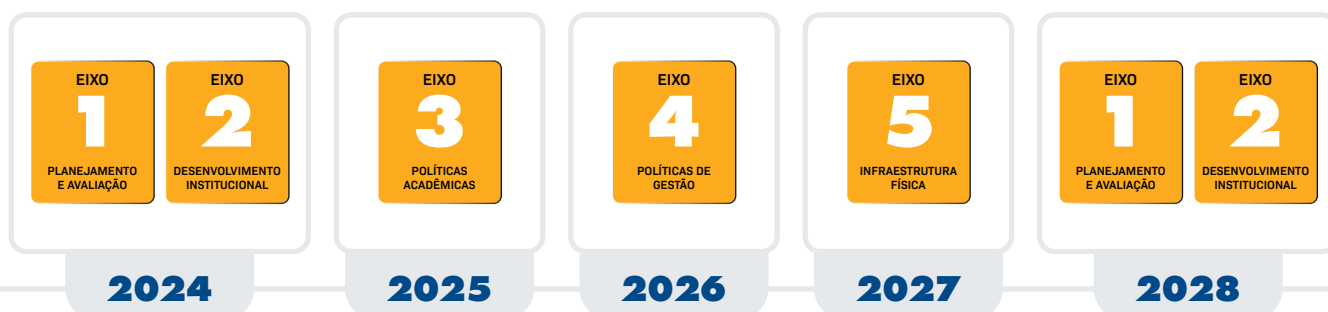 EIXO
1
PLANEJAMENTO
E AVALIAÇÃO
EIXO
2
DESENVOLVIMENTO
INSTITUCIONAL
2024
EIXO
3
POLÍTICAS
ACADÊMICAS
2025
EIXO
4
POLÍTICAS DE
GESTÃO
2026
EIXO
5
INFRAESTRUTURA
FÍSICA
2027
EIXO
1
PLANEJAMENTO
E AVALIAÇÃO
EIXO
2
DESENVOLVIMENTO
INSTITUCIONAL
2028